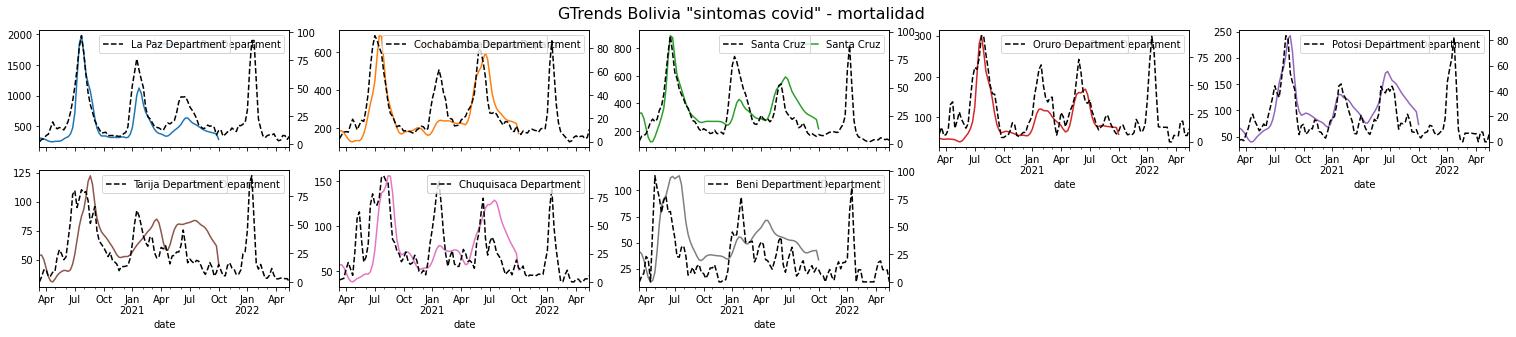 GTrends Bolivia "sintomas covid" - mortalidad
2000
1500
1000
500
100
75
50
25
0
La Paz Department
600
400
200
80
60
40
20
0
Cochabamba Department
800
600
400
200
100
75
50
25
0
Santa Cruz
Santa Cruz
300
200
100
75
50
25
0
Oruro Department
Apr
Jul
Oct
Jan
2021
Jul
Oct
Jan
2022
Apr
date
250
200
150
100
50
80
60
40
20
0
Potosi Department
Apr
Jul
Oct
Jan
2021
Jul
Oct
Jan
2022
Apr
date
125
100
75
50
75
50
25
0
Tarija Department
Apr
Jul
Oct
Jan
2021
Apr
Jul
Oct
Jan
2022
Apr
date
150
100
50
75
50
25
0
Chuquisaca Department
Apr
Jul
Oct
Jan
2021
Apr
Jul
Oct
Jan
2022
Apr
date
100
75
50
25
100
75
50
25
0
Beni Department
Apr
Jul
Oct
Jan
2021
Apr
Jul
Oct
Jan
2022
Apr
date